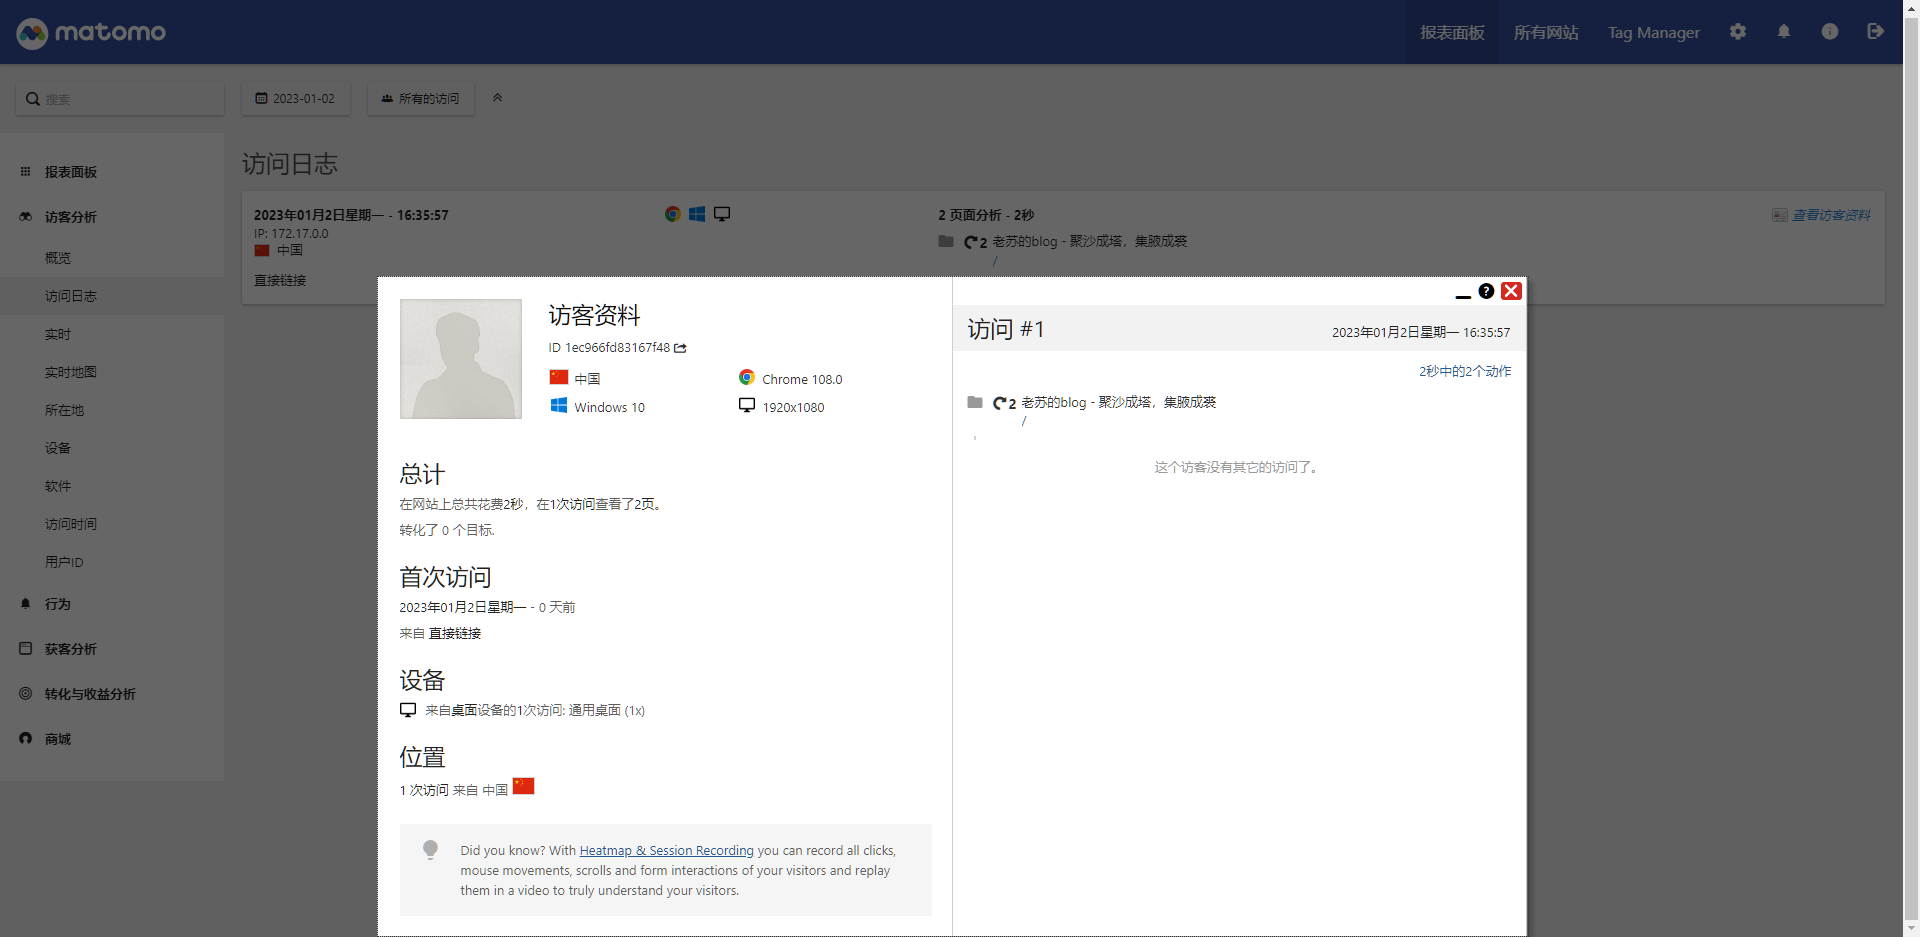 matomo
报表面板
所有网站
Tag Manager
搜索
2023-01-02
所有的访问
报表面板
访客分析
概览
访问日志
实时
实时地图
所在地
设备
软件
访问时间
用户ID
行为
获客分析
转化与收益分析
商城
访问日志
2023年01月2日星期一 - 16:35:57
IP: 172.17.0.0
中国
直接链接
2 页面分析 - 2秒
2 老苏的blog - 聚沙成塔，集腋成裘
/
查看访客资料
访客资料
ID 1ec966fd83167f48
中国
Chrome 108.0
Windows 10
1920x1080
总计
在网站上总共花费2秒，在1次访问查看了2页。
转化了 0 个目标.
首次访问
2023年01月2日星期一 - 0 天前
来自 直接链接
设备
来自桌面设备的1次访问: 通用桌面 (1x)
位置
1 次访问 来自 中国
Did you know? With Heatmap & Session Recording you can record all clicks,
mouse movements, scrolls and form interactions of your visitors and replay
them in a video to truly understand your visitors.
访问 #1
2023年01月2日星期一 16:35:57
2秒中的2个动作
2 老苏的blog - 聚沙成塔，集腋成裘
/
这个访客没有其它的访问了。